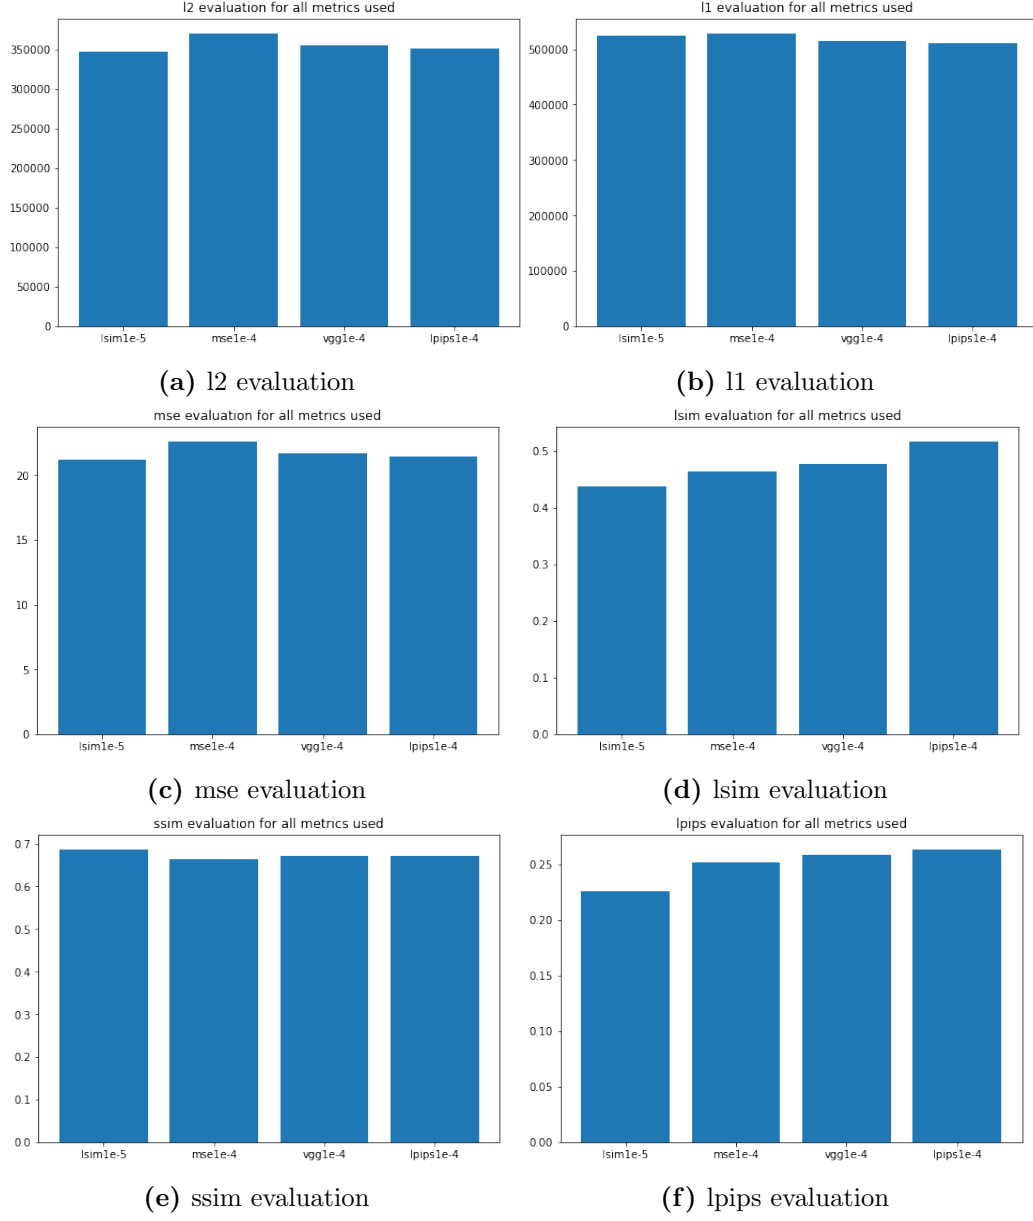 l2 evaluation for all metrics used
350000
300000
250000
200000
150000
100000
50000
0
lsim1e-5 mse1e-4 vgg1e-4 lpips1e-4
(a) l2 evaluation
l1 evaluation for all metrics used
500000
400000
300000
200000
100000
0
lsim1e-5 mse1e-4 vgg1e-4 lpips1e-4
(b) l1 evaluation
mse evaluation for all metrics used
20
15
10
5
0
lsim1e-5 mse1e-4 vgg1e-4 lpips1e-4
(c) mse evaluation
lsim evaluation for all metrics used
0.5
0.4
0.3
0.2
0.1
0.0
lsim1e-5 mse1e-4 vgg1e-4 lpips1e-4
(d) lsim evaluation
ssim evaluation for all metrics used
0.7
0.6
0.5
0.4
0.3
0.2
0.1
0.0
lsim1e-5 mse1e-4 vgg1e-4 lpips1e-4
(e) ssim evaluation
lpips evaluation for all metrics used
0.25
0.20
0.15
0.10
0.05
0.00
lsim1e-5 mse1e-4 vgg1e-4 lpips1e-4
(f) lpips evaluation